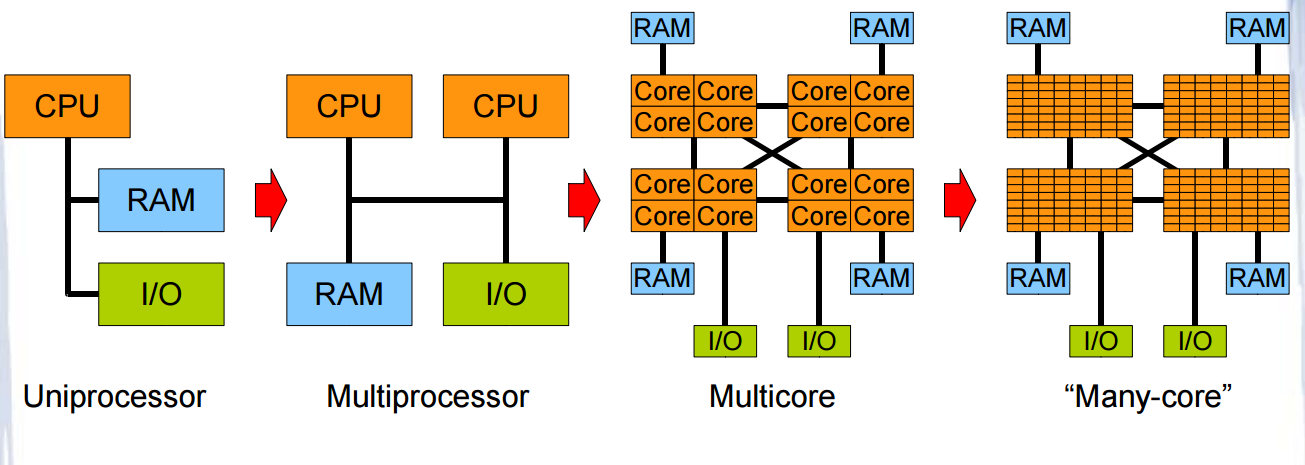 CPU
RAM
I/O
Uniprocessor
CPU CPU
RAM I/O
Multiprocessor
RAM RAM
Core Core Core Core
Core Core Core Core
Core Core Core Core
Core Core Core Core
RAM RAM
I/O I/O
Multicore
RAM RAM
RAM RAM
I/O I/O
“Many-core”